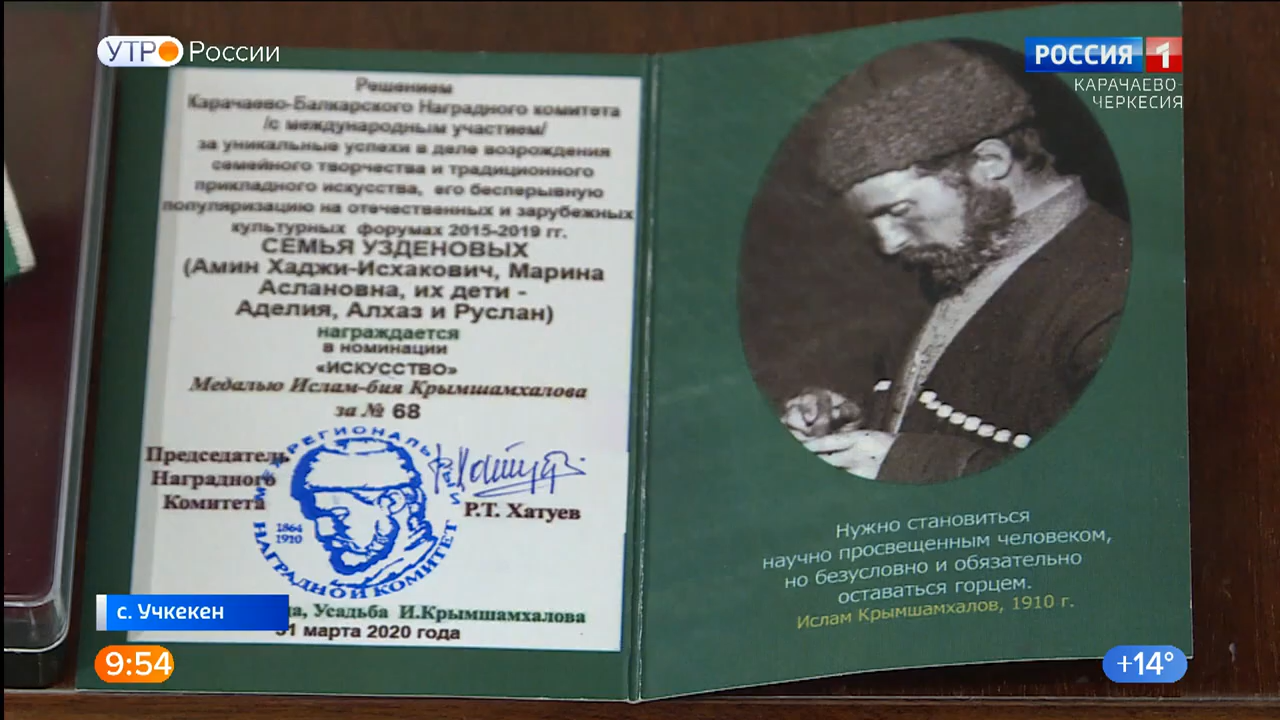 УТРО России
РОССИЯ 1
КАРАЧАЕВО-
ЧЕРКЕСИЯ
Решением
Карачаево-Балкарского Наградного комитета
/с международным участием/
за уникальные успехи в деле возрождения
семейного творчества и традиционного
прикладного искусства, его бесперывную
популяризацию на отечественных и зарубежных
культурных форумах 2015-2019 гг.
СЕМЬЯ УЗДЕНОВЫХ
(Амин Хаджи-Исхакович, Марина
Аслановна, их дети -
Аделия, Алхаз и Руслан)
награждается
в номинации
«ИСКУССТВО»
Медалью Ислам-бия Крымшамхалова
за № 68
Председатель
Наградного
Комитета
Р.Т. Хатуев
1864
1910
НАГРАДНОЙ КОМИТЕТ
Усадьба И.Крымшамхалова
31 марта 2020 года
Нужно становиться
научно просвещенным человеком,
но безусловно и обязательно
оставаться горцем.
Ислам Крымшамхалов, 1910 г.
с. Учкекен
9:54
+14°